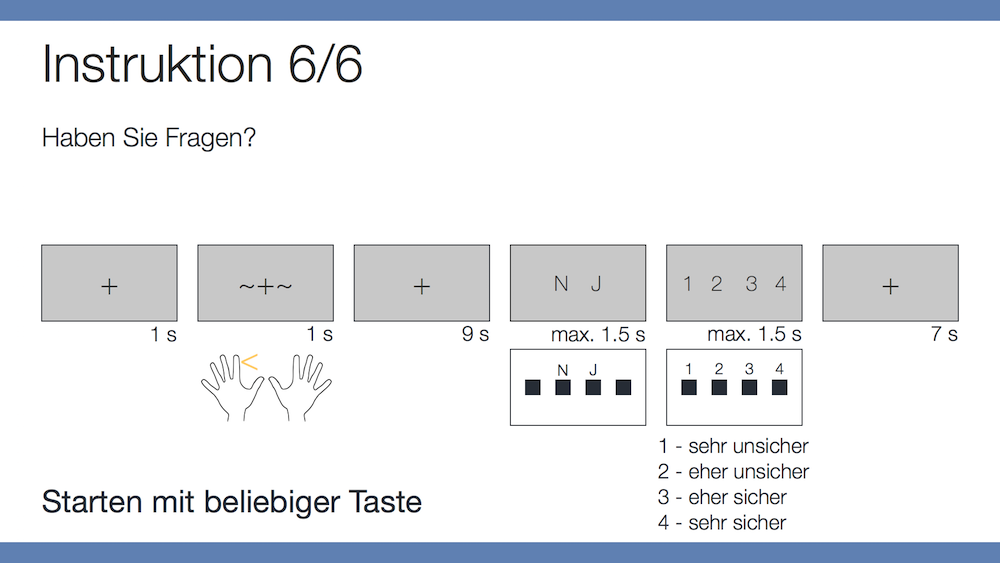 Instruktion 6/6
Haben Sie Fragen?
+ ~+~ + N J 1 2 3 4 +
1 s 1 s 9 s max. 1.5 s max. 1.5 s 7 s
<
N J 1 2 3 4
1 - sehr unsicher
2 - eher unsicher
3 - eher sicher
4 - sehr sicher
Starten mit beliebiger Taste